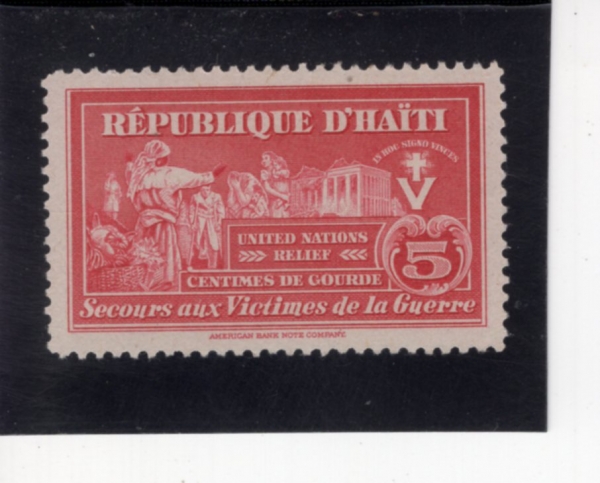 RÉPUBLIQUE D'HAÏTI
IN HOC SIGNO VINCES
V
UNITED NATIONS
RELIEF
5
CENTIMES DE GOURDE
Secours aux Victimes de la Guerre
AMERICAN BANK NOTE COMPANY